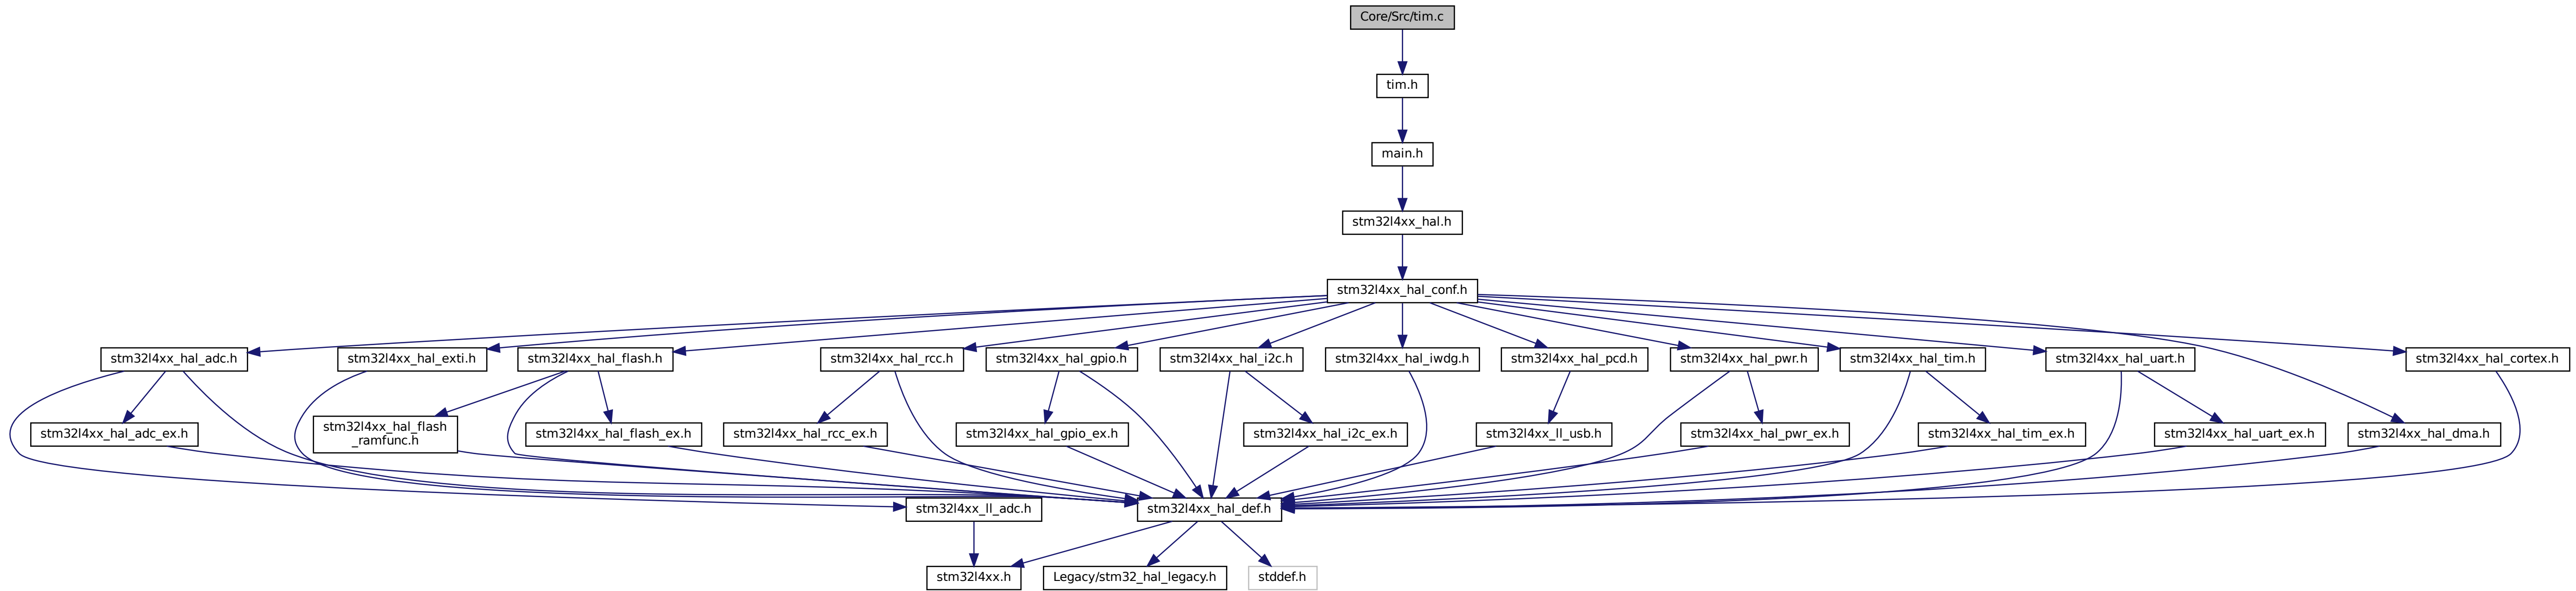 Core/Src/tim.c
tim.h
main.h
stm32l4xx_hal.h
stm32l4xx_hal_conf.h
stm32l4xx_hal_adc.h
stm32l4xx_hal_exti.h
stm32l4xx_hal_flash.h
stm32l4xx_hal_rcc.h
stm32l4xx_hal_gpio.h
stm32l4xx_hal_i2c.h
stm32l4xx_hal_iwdg.h
stm32l4xx_hal_pcd.h
stm32l4xx_hal_pwr.h
stm32l4xx_hal_tim.h
stm32l4xx_hal_uart.h
stm32l4xx_hal_cortex.h
stm32l4xx_hal_adc_ex.h
stm32l4xx_hal_flash
_ramfunc.h
stm32l4xx_hal_flash_ex.h
stm32l4xx_hal_rcc_ex.h
stm32l4xx_hal_gpio_ex.h
stm32l4xx_hal_i2c_ex.h
stm32l4xx_ll_usb.h
stm32l4xx_hal_pwr_ex.h
stm32l4xx_hal_tim_ex.h
stm32l4xx_hal_uart_ex.h
stm32l4xx_hal_dma.h
stm32l4xx_ll_adc.h
stm32l4xx_hal_def.h
stm32l4xx.h
Legacy/stm32_hal_legacy.h
stddef.h